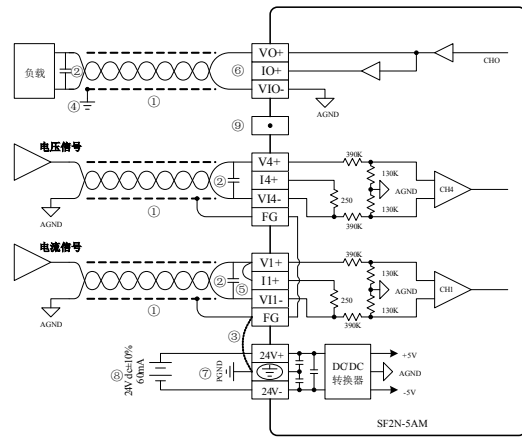 VO+
CHO
负载
②
⑥
IO+
④
①
VIO-
AGND
⑨
电压信号
V4+
390K
130K
②
I4+
AGND
CH4
250
VI4-
130K
①
FG
390K
AGND
电流信号
V1+
390K
130K
②
⑤
I1+
AGND
CH1
250
VI1-
130K
①
FG
390K
AGND
③
24V+
+5V
⑧
24V dc±10%
60mA
⑦
PGND
DC/DC
转换器
AGND
24V-
-5V
SF2N-5AM